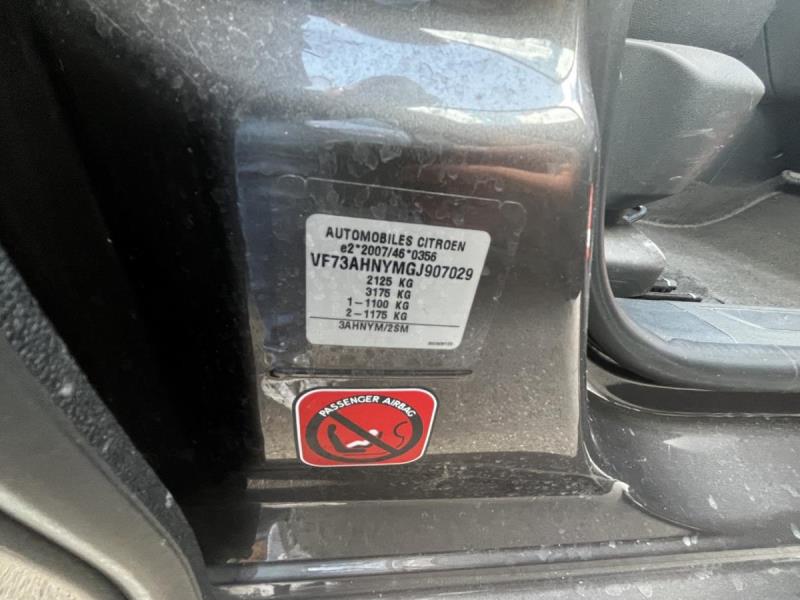 AUTOMOBILES CITROEN
e2*2007/46*0356
VF73AHNYMGJ907029
2125 KG
3175 KG
1-1100 KG
2-1175 KG
3AHNYM/2SM
PASSENGER AIRBAG